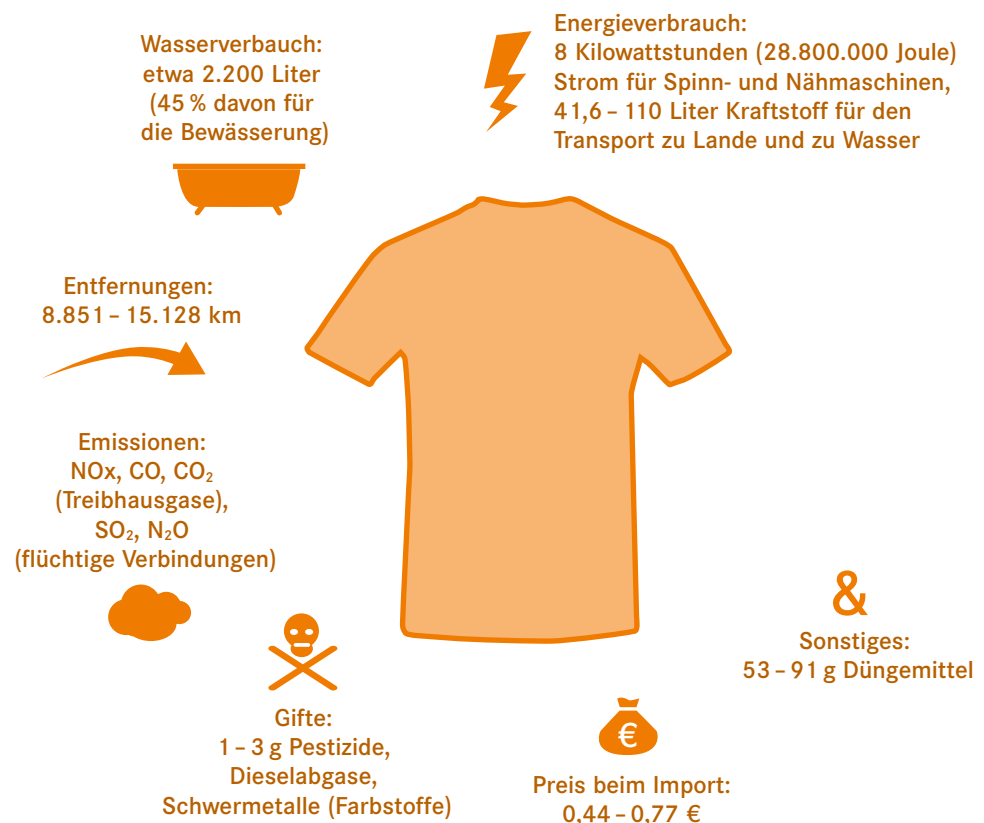 Wasserverbauch:
etwa 2.200 Liter
(45 % davon für
die Bewässerung)
Energieverbrauch:
8 Kilowattstunden (28.800.000 Joule)
Strom für Spinn- und Nähmaschinen,
41,6 – 110 Liter Kraftstoff für den
Transport zu Lande und zu Wasser
Entfernungen:
8.851 – 15.128 km
Emissionen:
NOx, CO, CO₂
(Treibhausgase),
SO₂, N₂O
(flüchtige Verbindungen)
Gifte:
1 – 3 g Pestizide,
Dieselabgase,
Schwermetalle (Farbstoffe)
€
Preis beim Import:
0,44 – 0,77 €
&
Sonstiges:
53 – 91 g Düngemittel